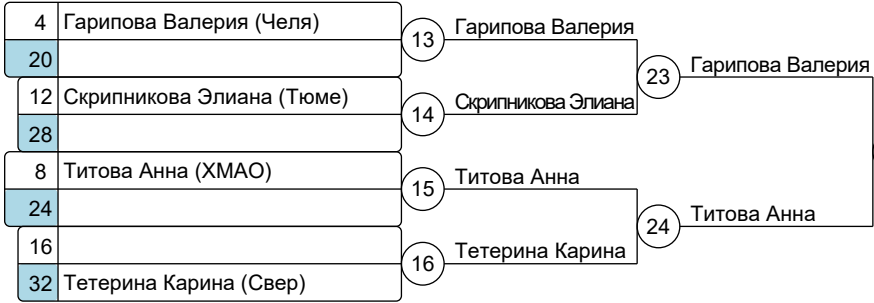 4 Гарипова Валерия (Челя)
20
12 Скрипникова Элиана (Тюме)
28
8 Титова Анна (ХМАО)
24
16
32 Тетерина Карина (Свер)
13 Гарипова Валерия
14 Скрипникова Элиана
15 Титова Анна
16 Тетерина Карина
23 Гарипова Валерия
24 Титова Анна